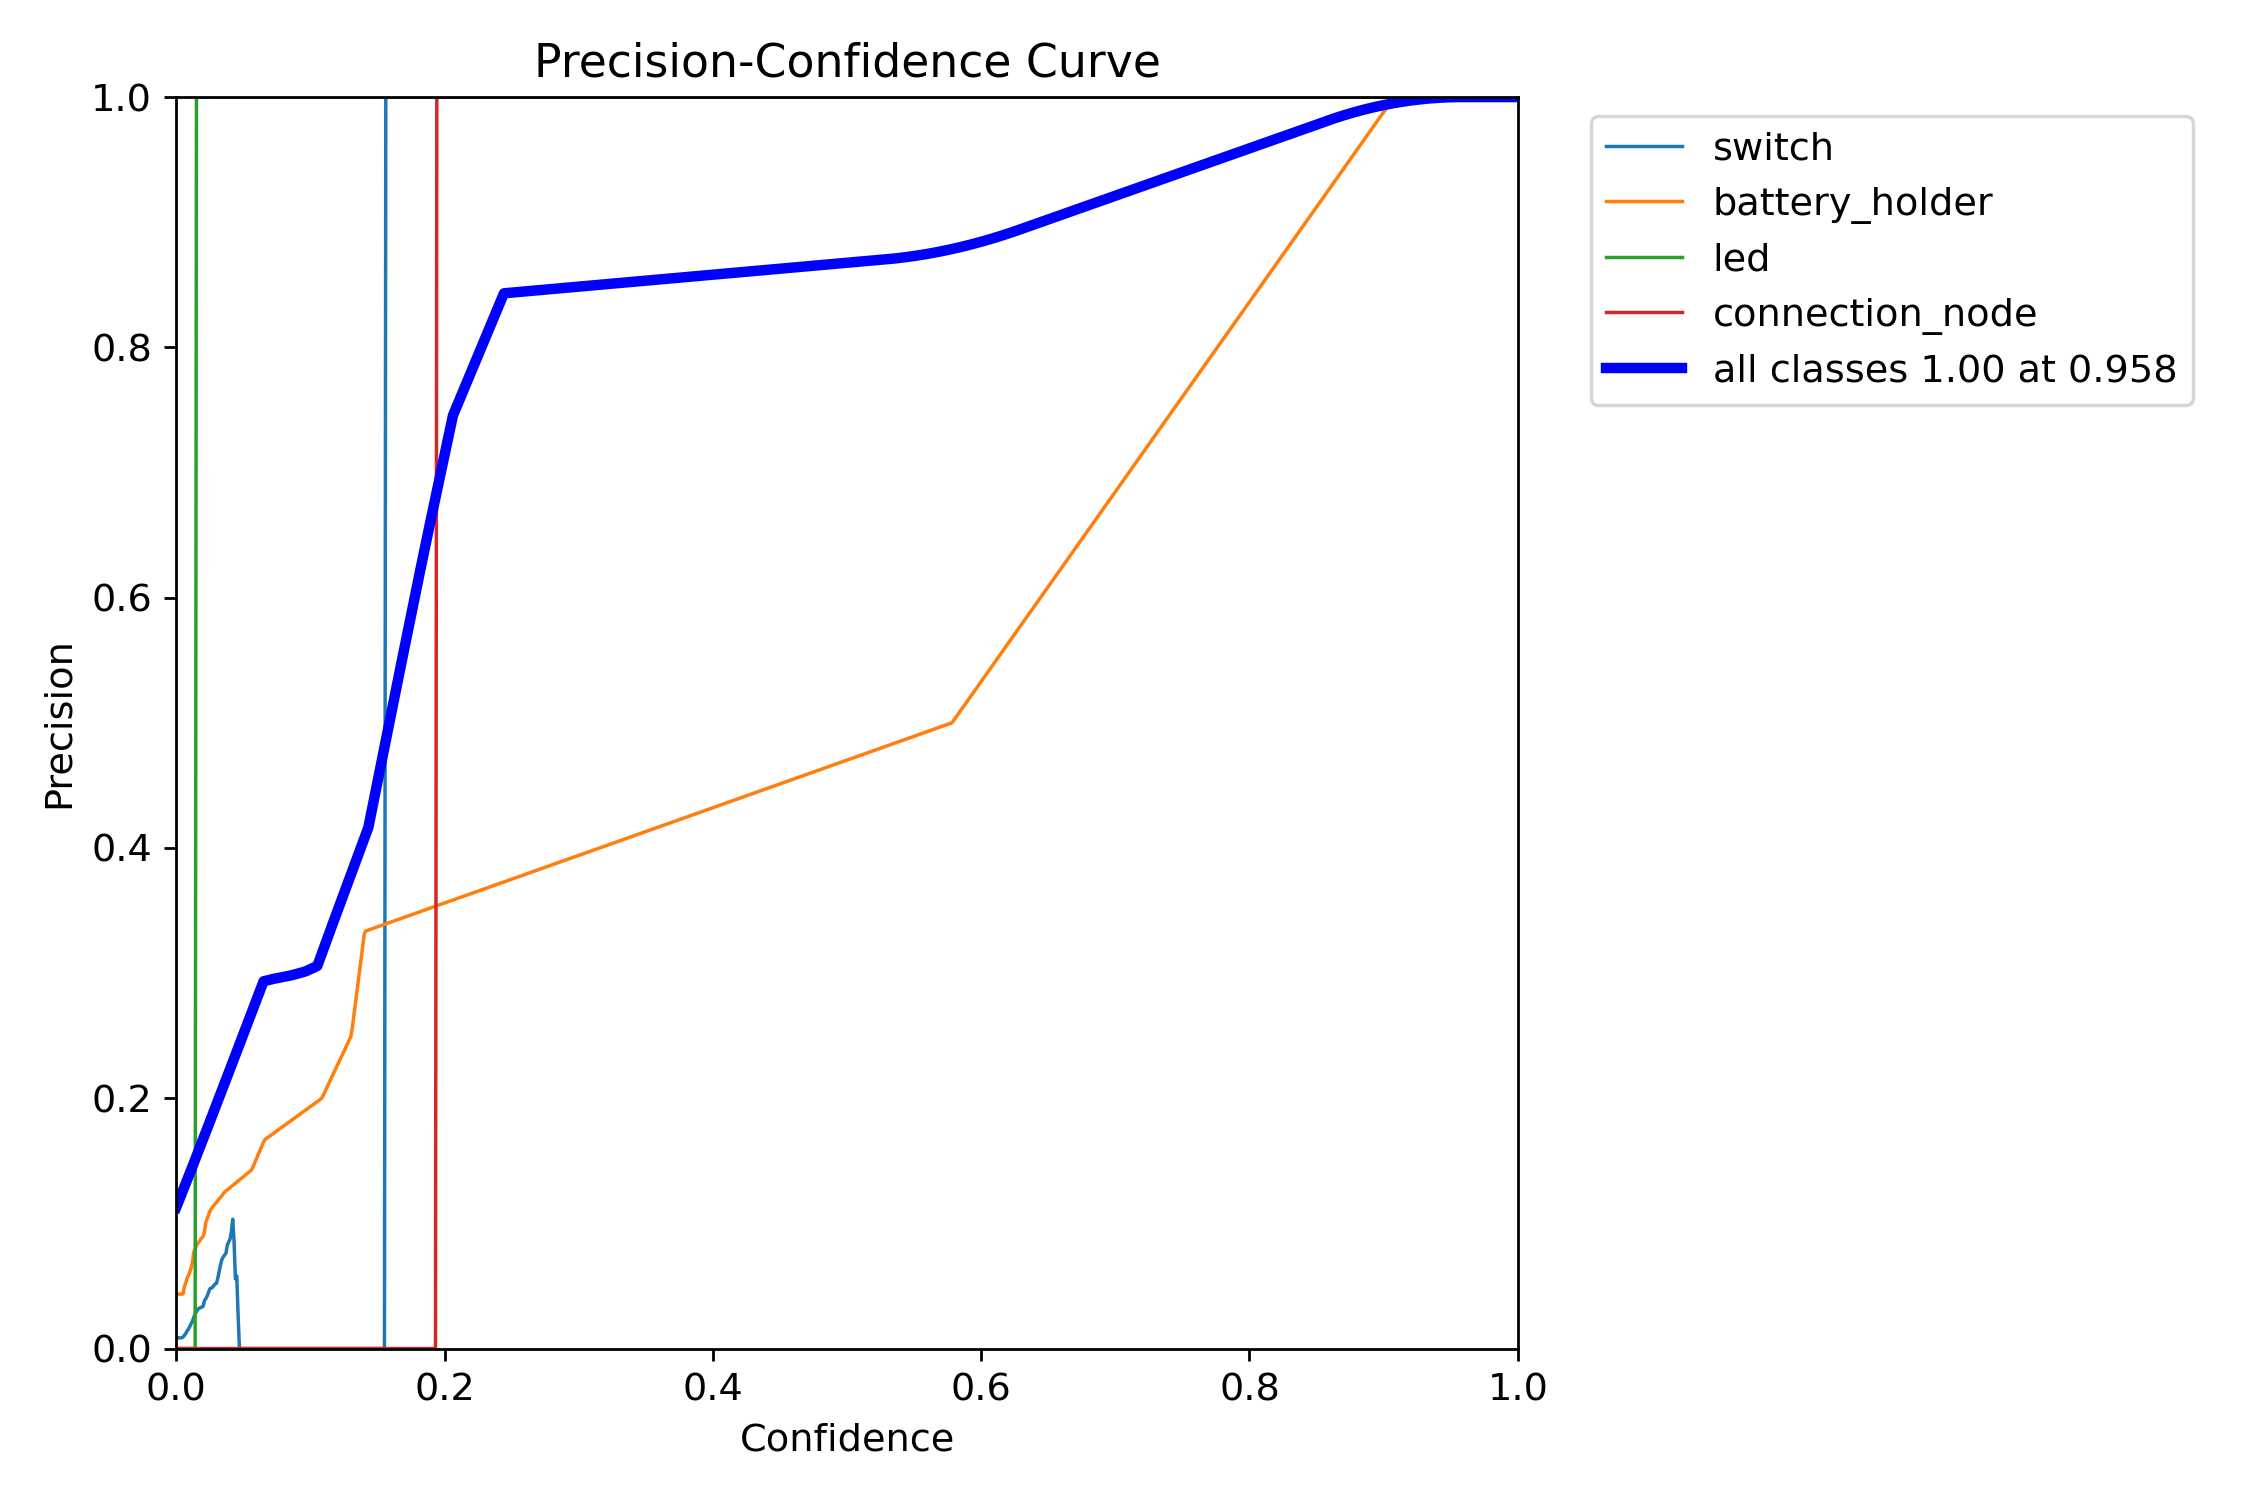 Precision-Confidence Curve
1.0
0.8
0.6
0.4
0.2
0.0
Precision
0.0 0.2 0.4 0.6 0.8 1.0
Confidence
switch
battery_holder
led
connection_node
all classes 1.00 at 0.958